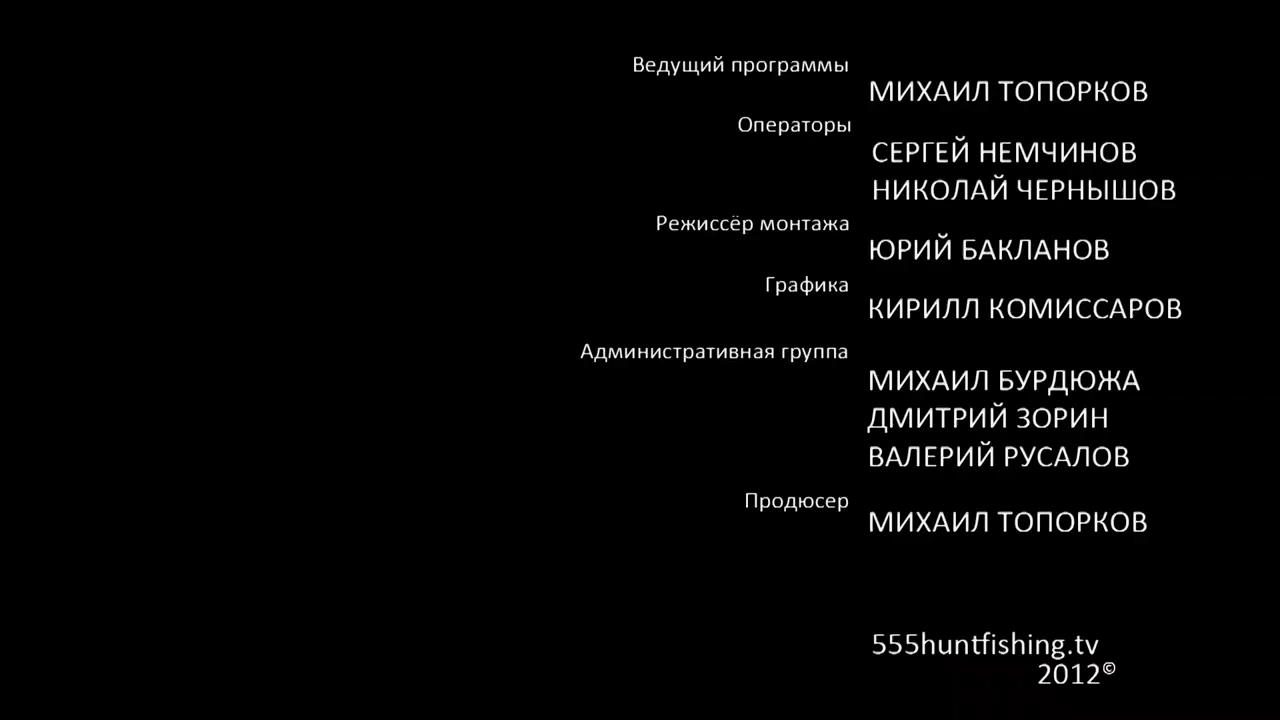 Ведущий программы
МИХАИЛ ТОПОРКОВ
Операторы
СЕРГЕЙ НЕМЧИНОВ
НИКОЛАЙ ЧЕРНЫШОВ
Режиссёр монтажа
ЮРИЙ БАКЛАНОВ
Графика
КИРИЛЛ КОМИССАРОВ
Административная группа
МИХАИЛ БУРДЮЖА
ДМИТРИЙ ЗОРИН
ВАЛЕРИЙ РУСАЛОВ
Продюсер
МИХАИЛ ТОПОРКОВ
555huntfishing.tv
2012©